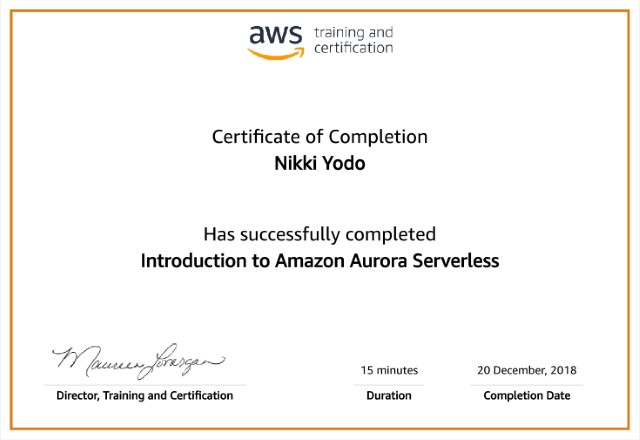 aws training and
certification
Certificate of Completion
Nikki Yodo
Has successfully completed
Introduction to Amazon Aurora Serverless
Maureen Lonergan
15 minutes
20 December, 2018
Director, Training and Certification
Duration
Completion Date